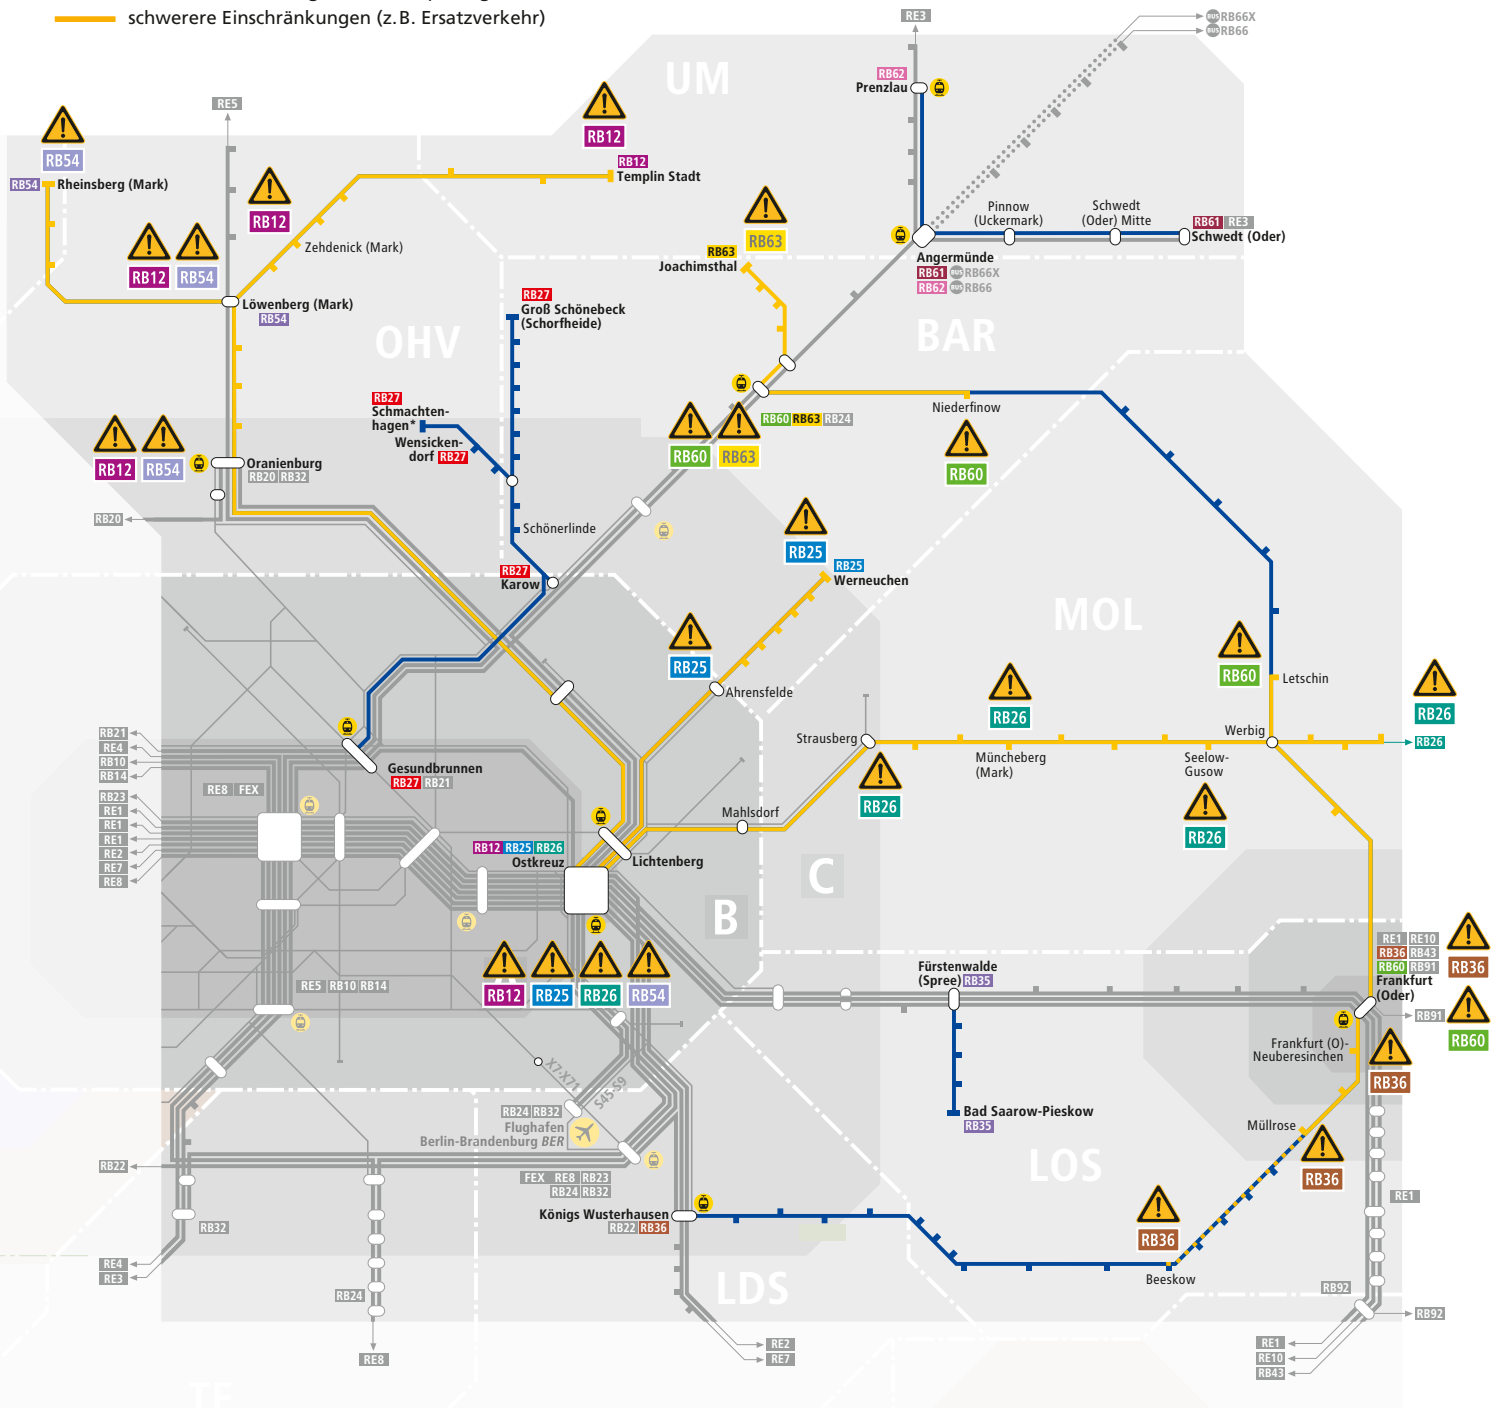 schwerere Einschränkungen (z.B. Ersatzverkehr)
RE3
BUS RB66X
BUS RB66
UM
RB62
Prenzlau
RE5
RB12
RB54
RB12
Templin Stadt
RB54 Rheinsberg (Mark)
RB12
RB63
Pinnow
(Uckermark)
Schwedt
(Oder) Mitte
RB61 RE3
Schwedt (Oder)
Zehdenick (Mark)
RB12 RB54
RB63
Joachimsthal
Angermünde
RB61 BUS RB66X
RB62 BUS RB66
Löwenberg (Mark)
RB54
RB27
Groß Schönebeck
(Schorfheide)
OHV
BAR
RB27
Schmachten-
hagen*
Wensicken-
dorf RB27
Niederfinow
RB60 RB63 RB24
RB60 RB63
RB60
RB12 RB54
Oranienburg
RB20 RB32
RB20
Schönerlinde
RB25
RB25
Werneuchen
RB27
Karow
MOL
RB25
RB60
Letschin
RB26
RB26
Ahrensfelde
Strausberg
Werbig
RB26
Müncheberg
(Mark)
Seelow-
Gusow
RB26
RB26
RB21
RE4
RB10
RB14
RB23
RE1
RE1
RE1
RE2
RE7
RE8
Gesundbrunnen
RB27 RB21
RE8 FEX
Mahlsdorf
RB12 RB25 RB26
Ostkreuz
Lichtenberg
C
B
RE1 RE10
RB36 RB43
RB60 RB91
Frankfurt
(Oder)
RB36
RB91
RB60
Fürstenwalde
(Spree) RB35
RE5 RB10 RB14
RB12 RB25 RB26 RB54
Frankfurt (O)-
Neuberesinchen
RB36
X7-X71
S45-S9
RB24 RB32
Flughafen
Berlin-Brandenburg BER
Bad Saarow-Pieskow
RB35
Müllrose
RB36
LOS
RB22
FEX RE8 RB23
RB24 RB32
RE1
Königs Wusterhausen
RB22 RB36
RB32
RB36
RE4
RE3
Beeskow
LDS
RB24
RB92
RB92
RE8
RE2
RE7
RE1
RE10
RB43